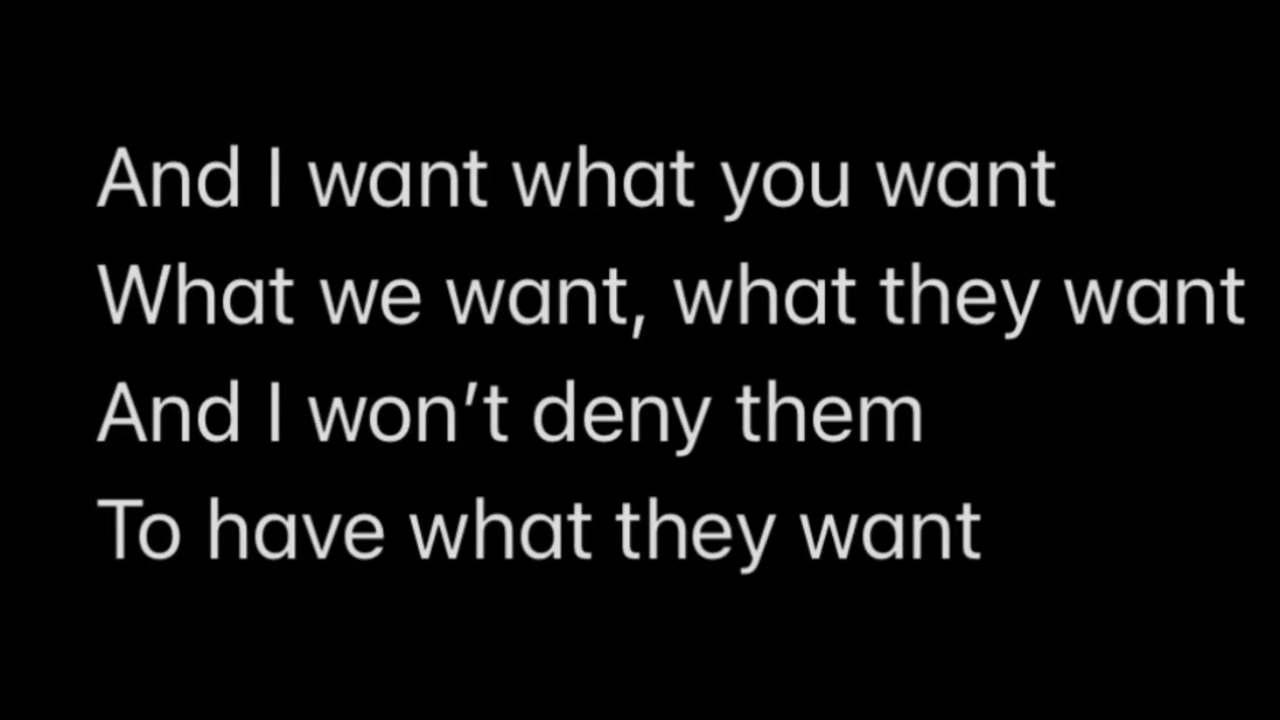 And I want what you want
What we want, what they want
And I won’t deny them
To have what they want